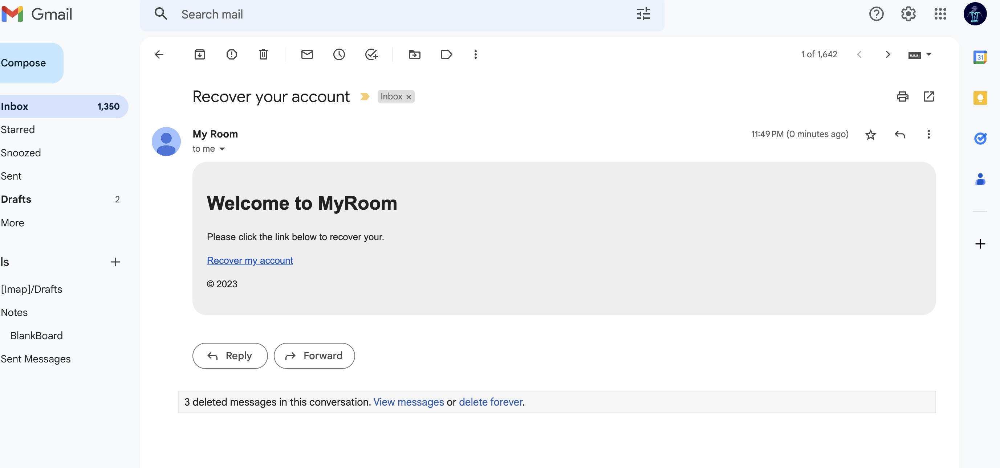 Gmail
Search mail
Compose
1 of 1,642
31
Recover your account
Inbox x
Inbox 1,350
Starred
Snoozed
Sent
Drafts 2
More
ls
[Imap]/Drafts
Notes
BlankBoard
Sent Messages
My Room
11:49 PM (0 minutes ago)
to me
Welcome to MyRoom
Please click the link below to recover your.
Recover my account
© 2023
Reply
Forward
3 deleted messages in this conversation. View messages or delete forever.
TNT
ANISH